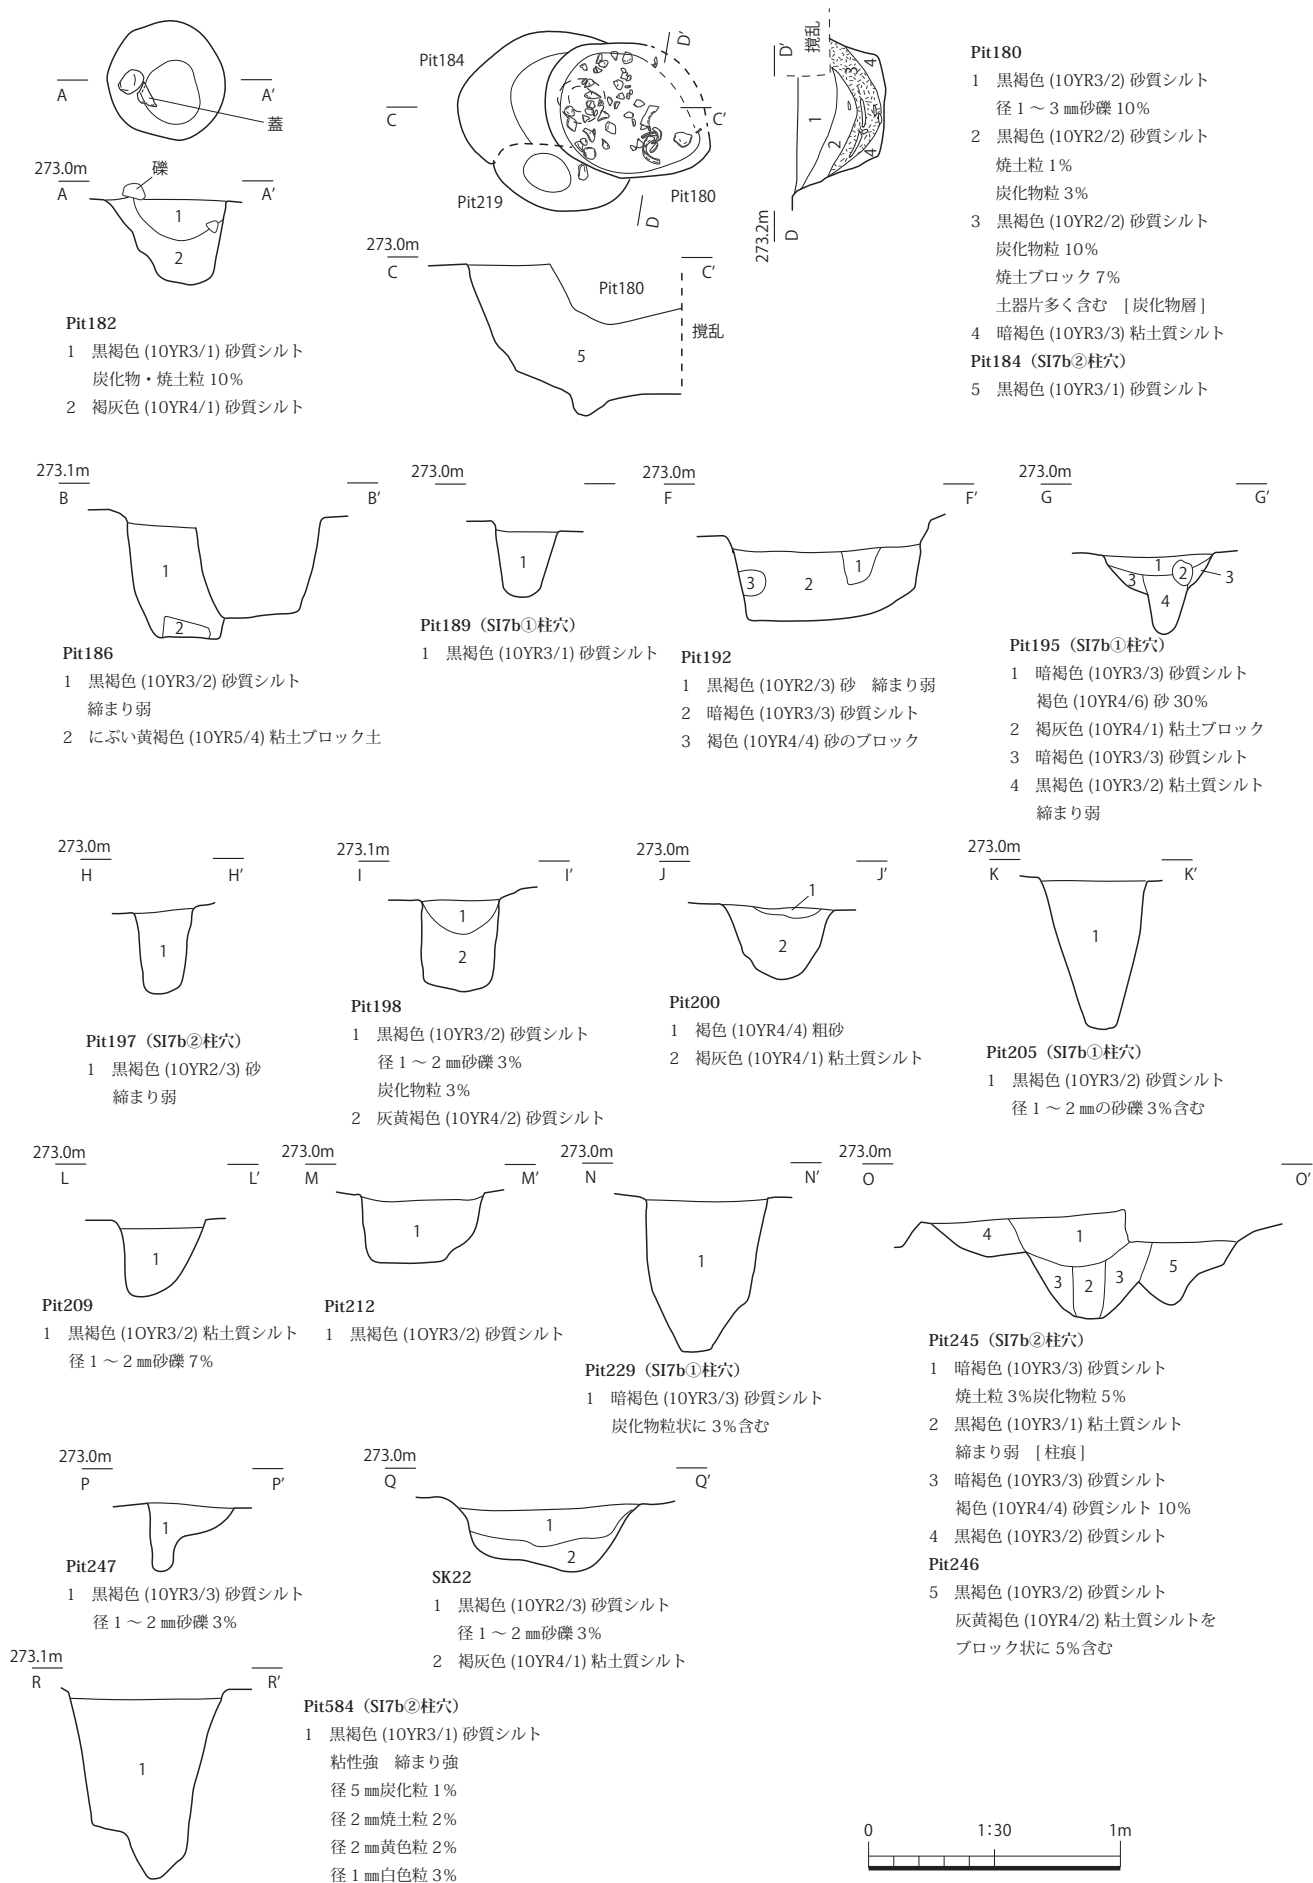 A
A′
蓋
273.0m
礫
A
A′
1
2
Pit182
1 黒褐色 (10YR3/1) 砂質シルト
炭化物・焼土粒 10%
2 褐灰色 (10YR4/1) 砂質シルト
Pit184
D′
C
C′
Pit219
Pit180
D
273.0m
C
C′
Pit180
撹乱
5
D′
撹乱
4
1
2
3
4
273.2m
D
Pit180
1 黒褐色 (10YR3/2) 砂質シルト
径 1 ～ 3 ㎜砂礫 10%
2 黒褐色 (10YR2/2) 砂質シルト
焼土粒 1%
炭化物粒 3%
3 黒褐色 (10YR2/2) 砂質シルト
炭化物粒 10%
焼土ブロック 7%
土器片多く含む ［炭化物層］
4 暗褐色 (10YR3/3) 粘土質シルト
Pit184（SI7b②柱穴）
5 黒褐色 (10YR3/1) 砂質シルト
273.1m
B
B′
1
2
Pit186
1 黒褐色 (10YR3/2) 砂質シルト
締まり弱
2 にぶい黄褐色 (10YR5/4) 粘土ブロック土
273.0m
1
Pit189（SI7b①柱穴）
1 黒褐色 (10YR3/1) 砂質シルト
273.0m
F
F′
1
2
3
Pit192
1 黒褐色 (10YR2/3) 砂 締まり弱
2 暗褐色 (10YR3/3) 砂質シルト
3 褐色 (10YR4/4) 砂のブロック
273.0m
G
G′
1
2
3
3
4
Pit195（SI7b①柱穴）
1 暗褐色 (10YR3/3) 砂質シルト
褐色 (10YR4/6) 砂 30%
2 褐灰色 (10YR4/1) 粘土ブロック
3 暗褐色 (10YR3/3) 砂質シルト
4 黒褐色 (10YR3/2) 粘土質シルト
締まり弱
273.0m
H
H′
1
Pit197（SI7b②柱穴）
1 黒褐色 (10YR2/3) 砂
締まり弱
273.1m
I
I′
1
2
Pit198
1 黒褐色 (10YR3/2) 砂質シルト
径 1 ～ 2 ㎜砂礫 3%
炭化物粒 3%
2 灰黄褐色 (10YR4/2) 砂質シルト
273.0m
J
J′
1
2
Pit200
1 褐色 (10YR4/4) 粗砂
2 褐灰色 (10YR4/1) 粘土質シルト
273.0m
K
K′
1
Pit205（SI7b①柱穴）
1 黒褐色 (10YR3/2) 砂質シルト
径 1 ～ 2 ㎜の砂礫 3%含む
273.0m
L
L′
1
Pit209
1 黒褐色 (10YR3/2) 粘土質シルト
径 1 ～ 2 ㎜砂礫 7%
273.0m
M
M′
1
Pit212
1 黒褐色 (10YR3/2) 砂質シルト
273.0m
N
N′
1
Pit229（SI7b①柱穴）
1 暗褐色 (10YR3/3) 砂質シルト
炭化物粒状に 3%含む
273.0m
O
O′
4
1
3
2
3
5
Pit245（SI7b②柱穴）
1 暗褐色 (10YR3/3) 砂質シルト
焼土粒 3%炭化物粒 5%
2 黒褐色 (10YR3/1) 粘土質シルト
締まり弱 ［柱痕］
3 暗褐色 (10YR3/3) 砂質シルト
褐色 (10YR4/4) 砂質シルト 10%
4 黒褐色 (10YR3/2) 砂質シルト
Pit246
5 黒褐色 (10YR3/2) 砂質シルト
灰黄褐色 (10YR4/2) 粘土質シルトを
ブロック状に 5%含む
273.0m
P
P′
1
Pit247
1 黒褐色 (10YR3/3) 砂質シルト
径 1 ～ 2 ㎜砂礫 3%
273.0m
Q
Q′
1
2
SK22
1 黒褐色 (10YR2/3) 砂質シルト
径 1 ～ 2 ㎜砂礫 3%
2 褐灰色 (10YR4/1) 粘土質シルト
273.1m
R
R′
1
Pit584（SI7b②柱穴）
1 黒褐色 (10YR3/1) 砂質シルト
粘性強 締まり強
径 5 ㎜炭化粒 1%
径 2 ㎜焼土粒 2%
径 2 ㎜黄色粒 2%
径 1 ㎜白色粒 3%
0 1:30 1m